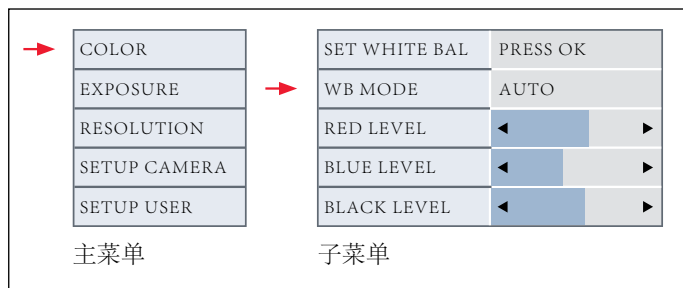 COLOR
EXPOSURE
RESOLUTION
SETUP CAMERA
SETUP USER
主菜单
SET WHITE BAL PRESS OK
WB MODE AUTO
RED LEVEL
BLUE LEVEL
BLACK LEVEL
子菜单